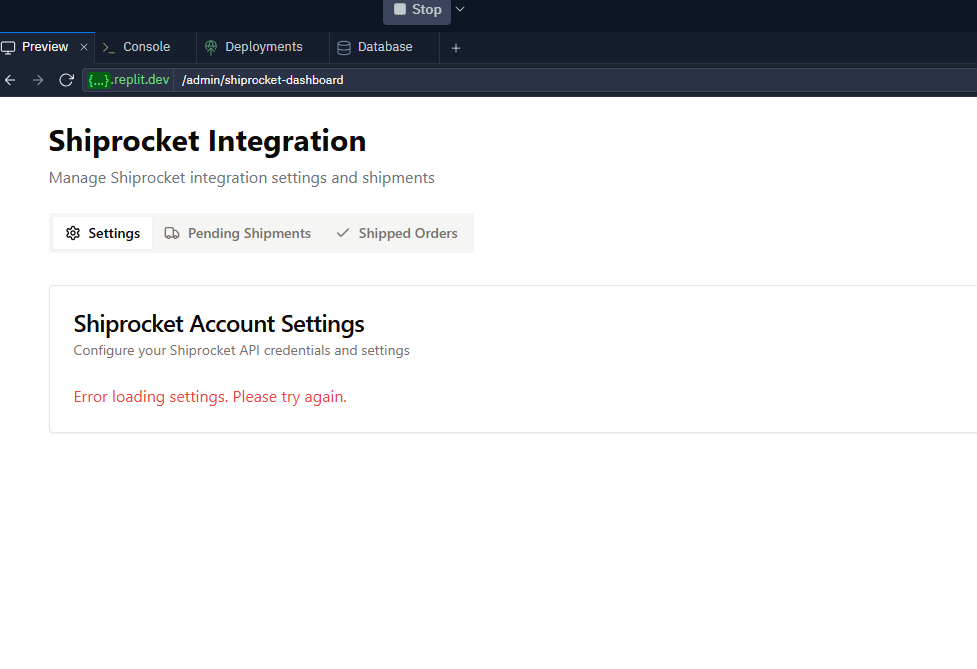 Stop
Preview × Console Deployments Database +
{...}.replit.dev /admin/shiprocket-dashboard
Shiprocket Integration
Manage Shiprocket integration settings and shipments
Settings Pending Shipments Shipped Orders
Shiprocket Account Settings
Configure your Shiprocket API credentials and settings
Error loading settings. Please try again.